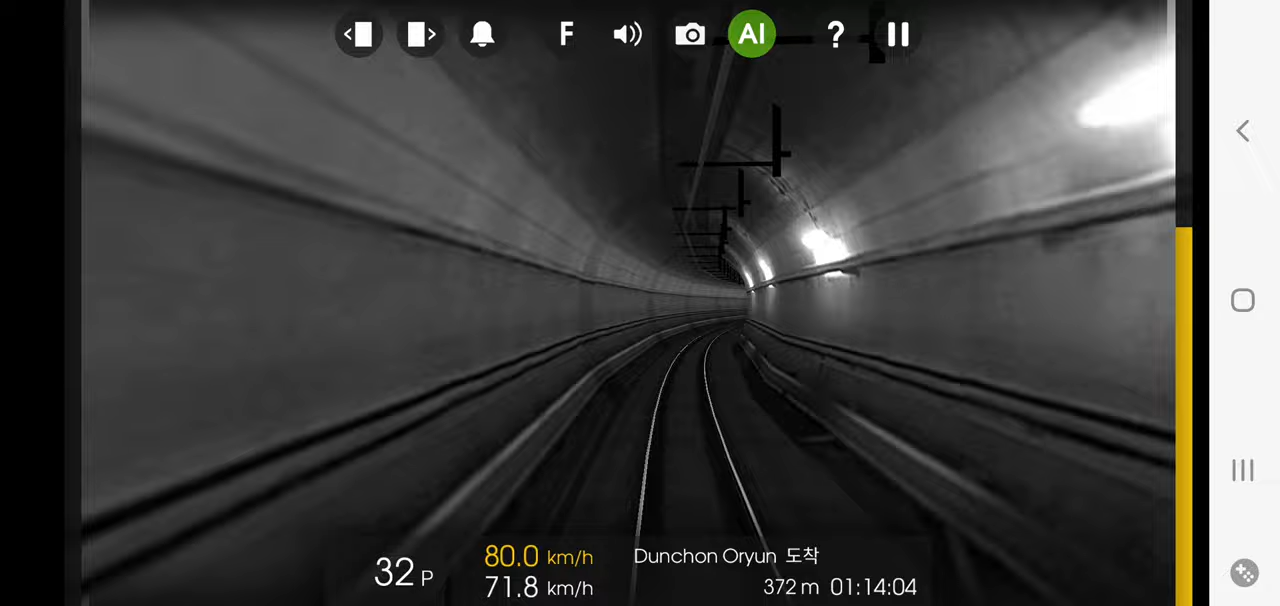 F AI ?
32 P
80.0 km/h
71.8 km/h
Dunchon Oryun 도착
372 m 01:14:04